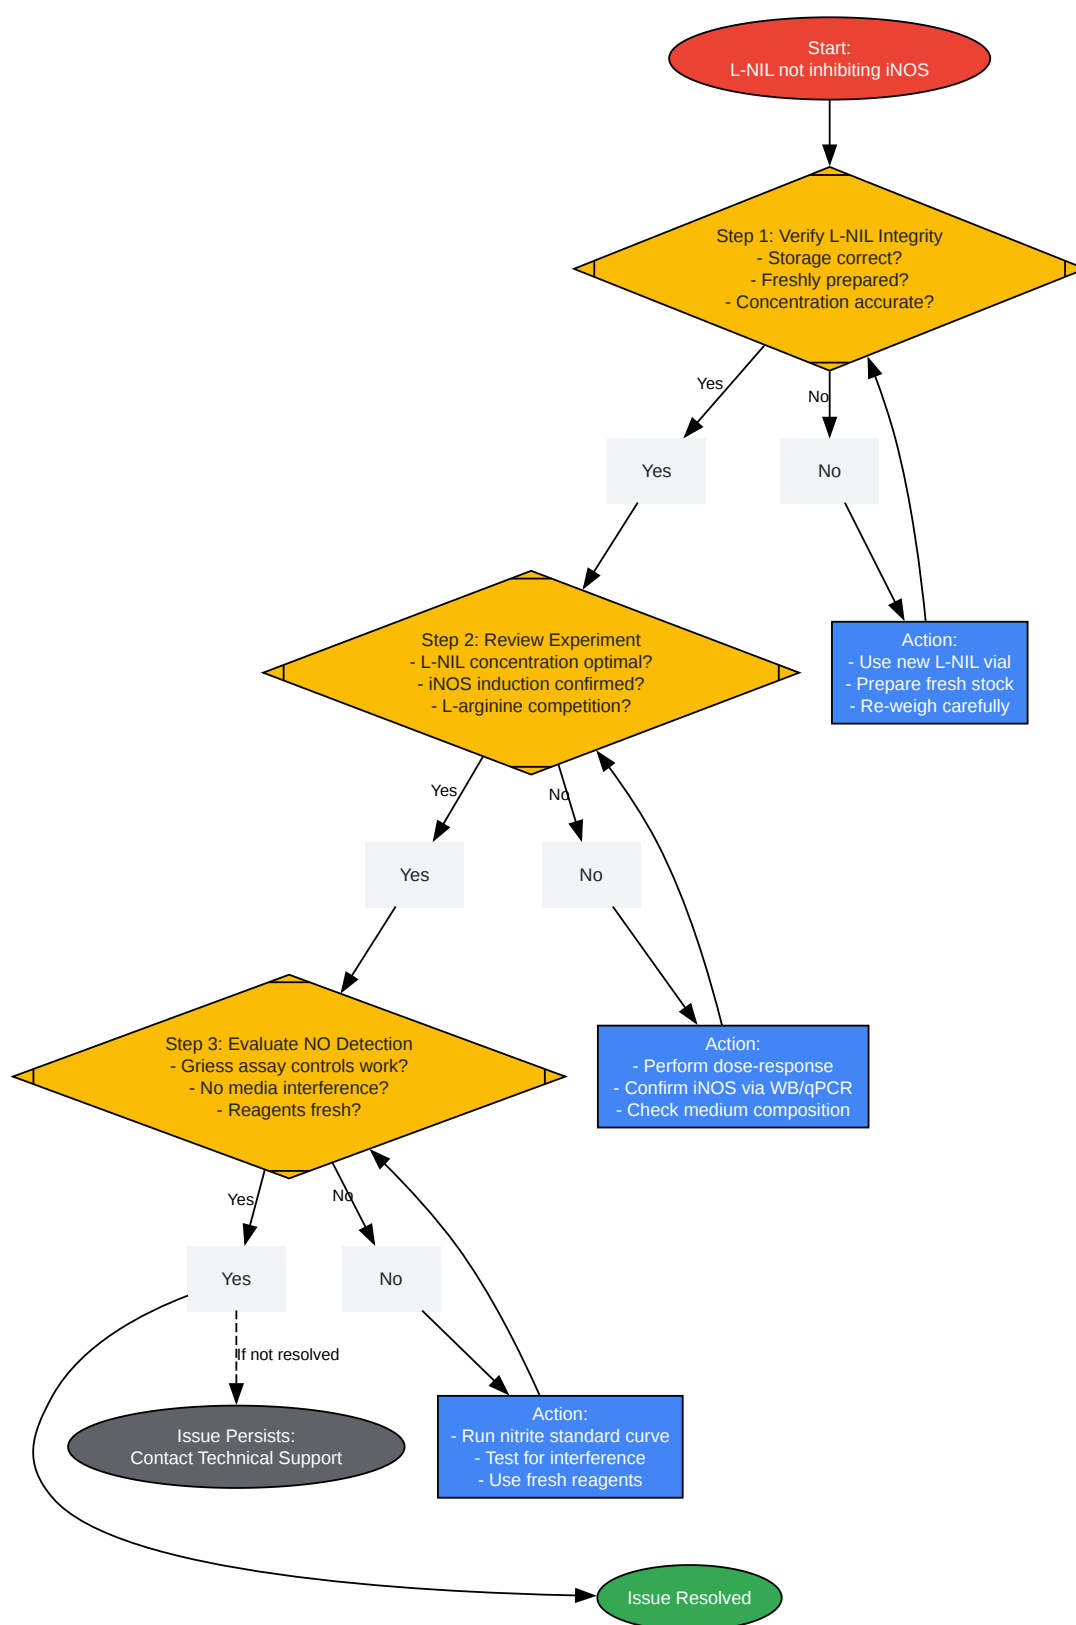 Start:
L-NIL not inhibiting iNOS
Step 1: Verify L-NIL Integrity
- Storage correct?
- Freshly prepared?
- Concentration accurate?
Yes
No
Yes
No
Action:
- Use new L-NIL vial
- Prepare fresh stock
- Re-weigh carefully
Step 2: Review Experiment
- L-NIL concentration optimal?
- iNOS induction confirmed?
- L-arginine competition?
Yes
No
Yes
No
Action:
- Perform dose-response
- Confirm iNOS via WB/qPCR
- Check medium composition
Step 3: Evaluate NO Detection
- Griess assay controls work?
- No media interference?
- Reagents fresh?
Yes
No
Yes
No
If not resolved
Action:
- Run nitrite standard curve
- Test for interference
- Use fresh reagents
Issue Persists:
Contact Technical Support
Issue Resolved